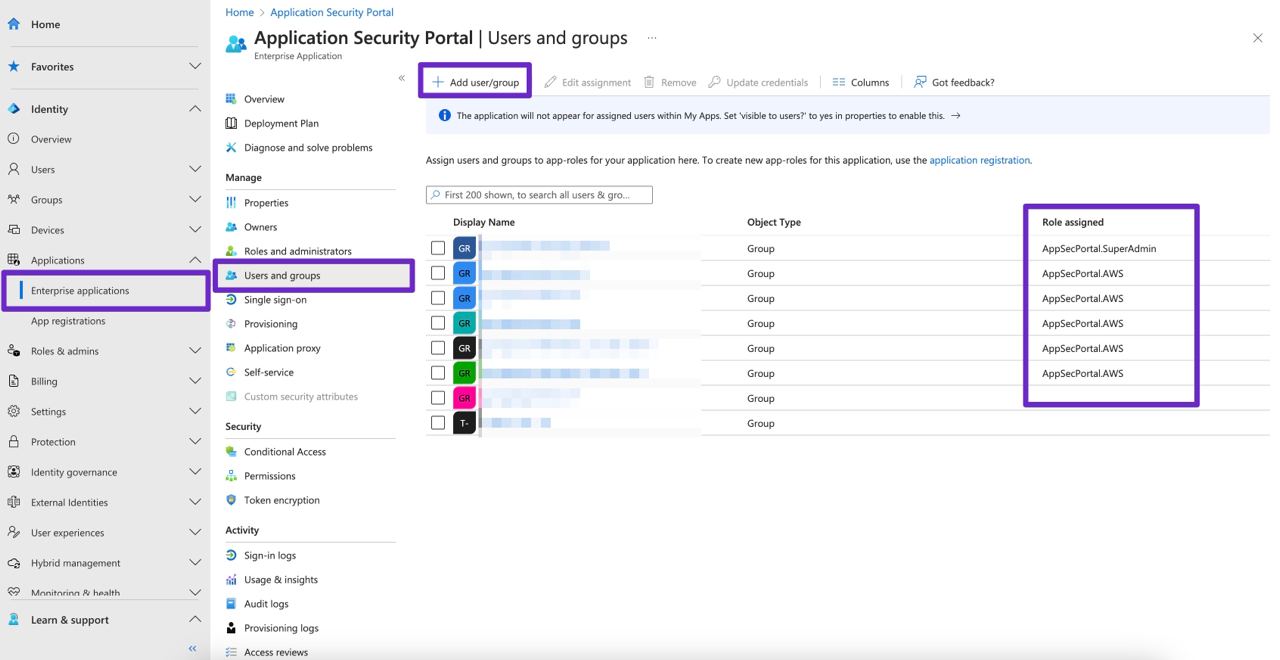 Home
Favorites
Identity
Overview
Users
Groups
Devices
Applications
Enterprise applications
App registrations
Roles & admins
Billing
Settings
Protection
Identity governance
External Identities
User experiences
Hybrid management
Monitoring & health
Learn & support
«
Home > Application Security Portal
Application Security Portal | Users and groups ...
Enterprise Application
«
Overview
Deployment Plan
Diagnose and solve problems
Manage
Properties
Owners
Roles and administrators
Users and groups
Single sign-on
Provisioning
Application proxy
Self-service
Custom security attributes
Security
Conditional Access
Permissions
Token encryption
Activity
Sign-in logs
Usage & insights
Audit logs
Provisioning logs
Access reviews
+ Add user/group Edit assignment Remove Update credentials Columns Got feedback?
The application will not appear for assigned users within My Apps. Set 'visible to users?' to yes in properties to enable this. →
Assign users and groups to app-roles for your application here. To create new app-roles for this application, use the application registration.
First 200 shown, to search all users & gro...
Display Name Object Type Role assigned
GR Group AppSecPortal.SuperAdmin
GR Group AppSecPortal.AWS
GR Group AppSecPortal.AWS
GR Group AppSecPortal.AWS
GR Group AppSecPortal.AWS
GR Group AppSecPortal.AWS
GR Group
T- Group